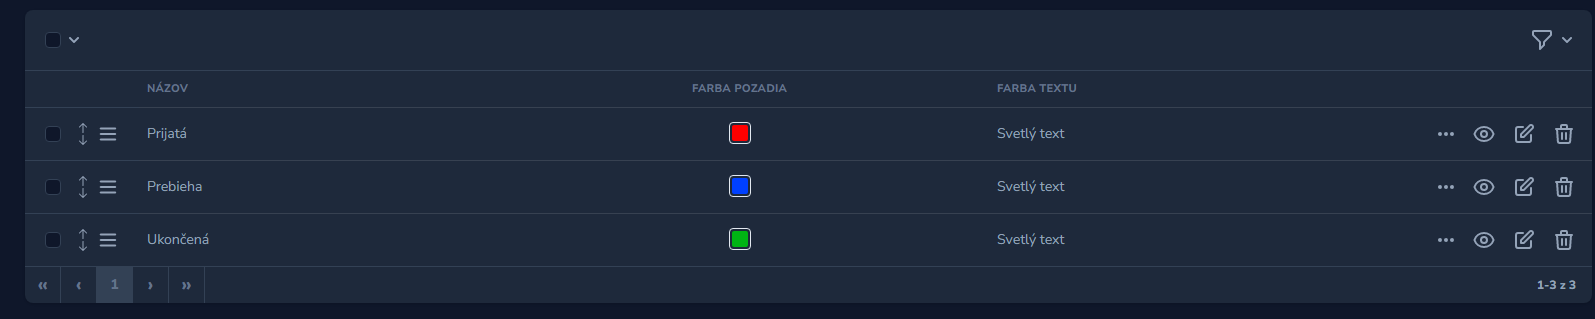 NÁZOV FARBA POZADIA FARBA TEXTU
Prijatá Svetlý text
Prebieha Svetlý text
Ukončená Svetlý text
« ‹ 1 › » 1-3 z 3